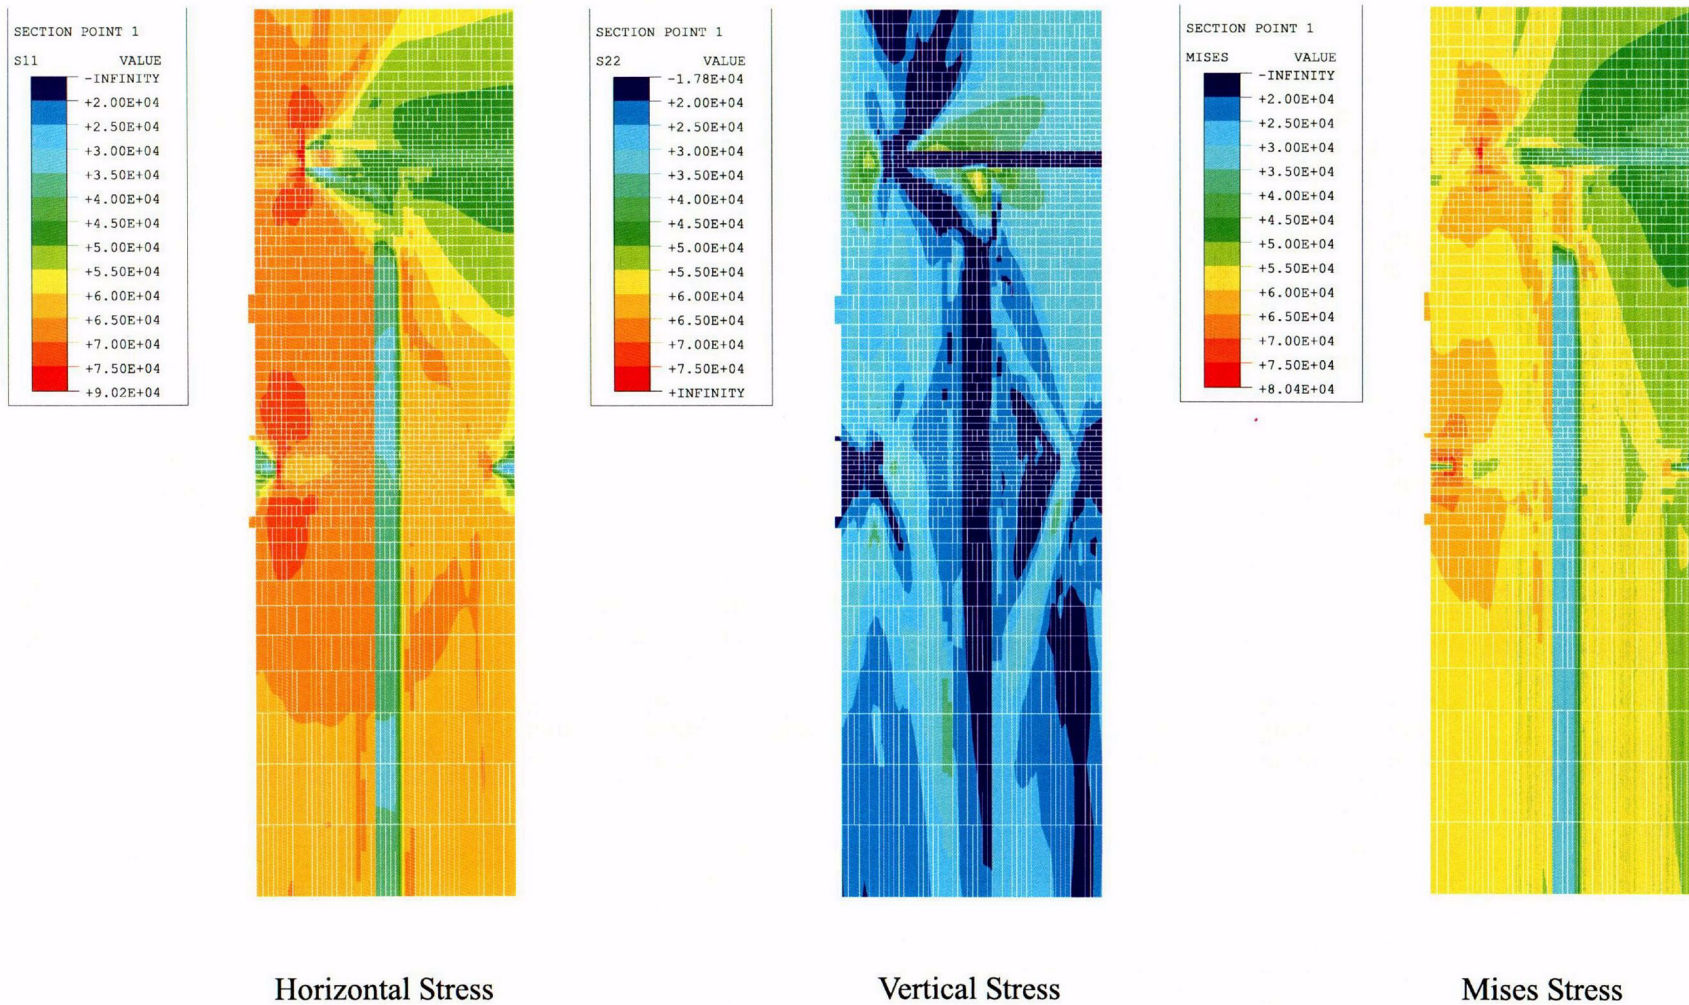 SECTION POINT 1
S11 VALUE
-INFINITY
+2.00E+04
+2.50E+04
+3.00E+04
+3.50E+04
+4.00E+04
+4.50E+04
+5.00E+04
+5.50E+04
+6.00E+04
+6.50E+04
+7.00E+04
+7.50E+04
+9.02E+04
SECTION POINT 1
S22 VALUE
-1.78E+04
+2.00E+04
+2.50E+04
+3.00E+04
+3.50E+04
+4.00E+04
+4.50E+04
+5.00E+04
+5.50E+04
+6.00E+04
+6.50E+04
+7.00E+04
+7.50E+04
+INFINITY
SECTION POINT 1
MISES VALUE
-INFINITY
+2.00E+04
+2.50E+04
+3.00E+04
+3.50E+04
+4.00E+04
+4.50E+04
+5.00E+04
+5.50E+04
+6.00E+04
+6.50E+04
+7.00E+04
+7.50E+04
+8.04E+04
Horizontal Stress
Vertical Stress
Mises Stress